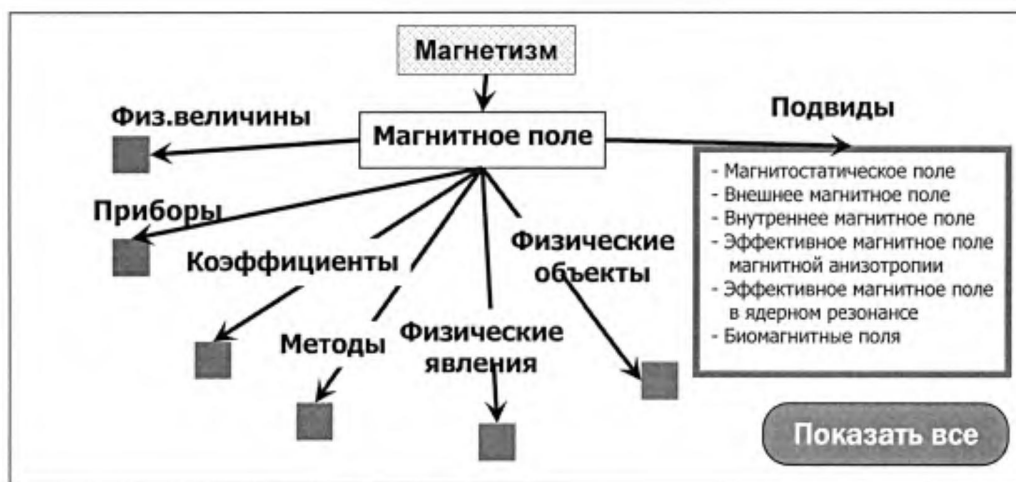 Магнетизм
Физ.величины
Магнитное поле
Подвиды
Приборы
Коэффициенты
Методы
Физические
явления
Физические
объекты
- Магнитостатическое поле
- Внешнее магнитное поле
- Внутреннее магнитное поле
- Эффективное магнитное поле
магнитной анизотропии
- Эффективное магнитное поле
в ядерном резонансе
- Биомагнитные поля
Показать все